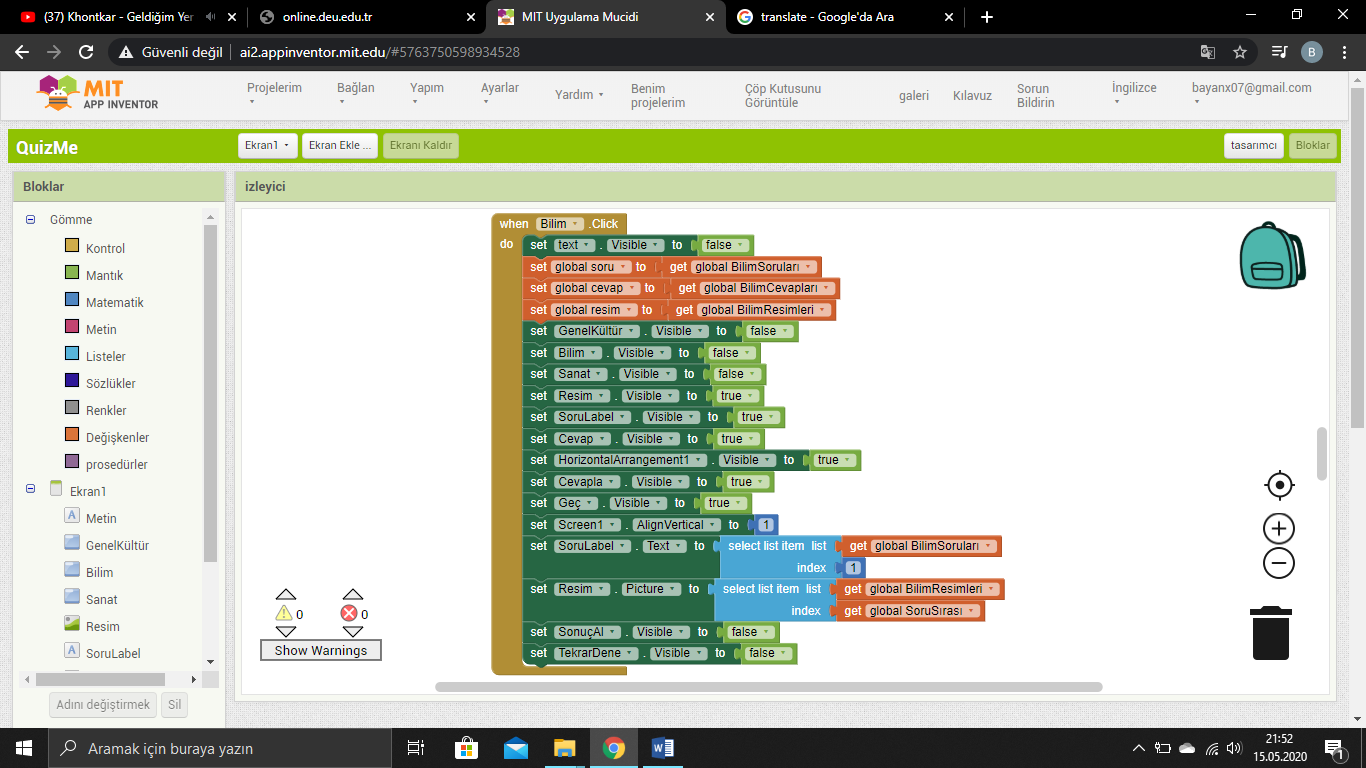 (37) Khontkar - Geldiğim Yer
online.deu.edu.tr
MIT Uygulama Mucidi
translate - Google'da Ara
Güvenli değil
ai2.appinventor.mit.edu/#5763750598934528
B
MIT
APP INVENTOR
Projelerim
Bağlan
Yapım
Ayarlar
Yardım
Benim projelerim
Çöp Kutusunu Görüntüle
galeri
Kılavuz
Sorun Bildirin
İngilizce
bayanx07@gmail.com
QuizMe
Ekran1
Ekran Ekle ...
Ekranı Kaldır
tasarımcı
Bloklar
Bloklar
izleyici
Gömme
Kontrol
Mantık
Matematik
Metin
Listeler
Sözlükler
Renkler
Değişkenler
prosedürler
Ekran1
Metin
GenelKültür
Bilim
Sanat
Resim
SoruLabel
Adını değiştirmek
Sil
when Bilim .Click
do set text . Visible to false
set global soru to get global BilimSoruları
set global cevap to get global BilimCevapları
set global resim to get global BilimResimleri
set GenelKültür . Visible to false
set Bilim . Visible to false
set Sanat . Visible to false
set Resim . Visible to true
set SoruLabel . Visible to true
set Cevap . Visible to true
set HorizontalArrangement1 . Visible to true
set Cevapla . Visible to true
set Geç . Visible to true
set Screen1 . AlignVertical to 1
set SoruLabel . Text to select list item list get global BilimSoruları
index 1
set Resim . Picture to select list item list get global BilimResimleri
index get global SoruSırası
set SonuçAl . Visible to false
set TekrarDene . Visible to false
0
0
Show Warnings
Aramak için buraya yazın
21:52
15.05.2020
1